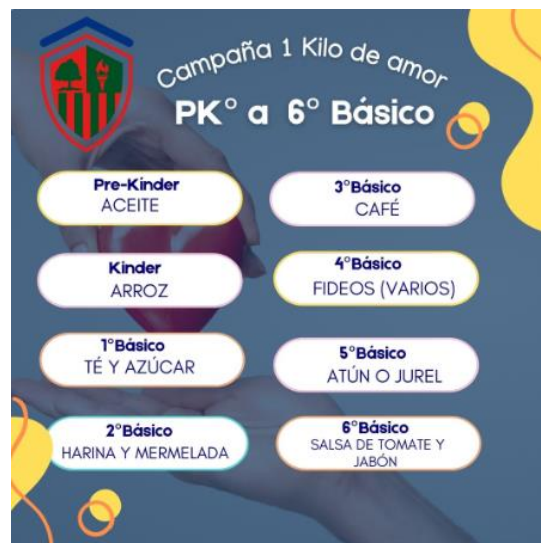 Campaña 1 Kilo de amor
PK° a 6° Básico
Pre-Kínder
ACEITE
Kinder
ARROZ
1°Básico
TÉ Y AZÚCAR
2°Básico
HARINA Y MERMELADA
3°Básico
CAFÉ
4°Básico
FIDEOS (VARIOS)
5°Básico
ATÚN O JUREL
6°Básico
SALSA DE TOMATE Y
JABÓN